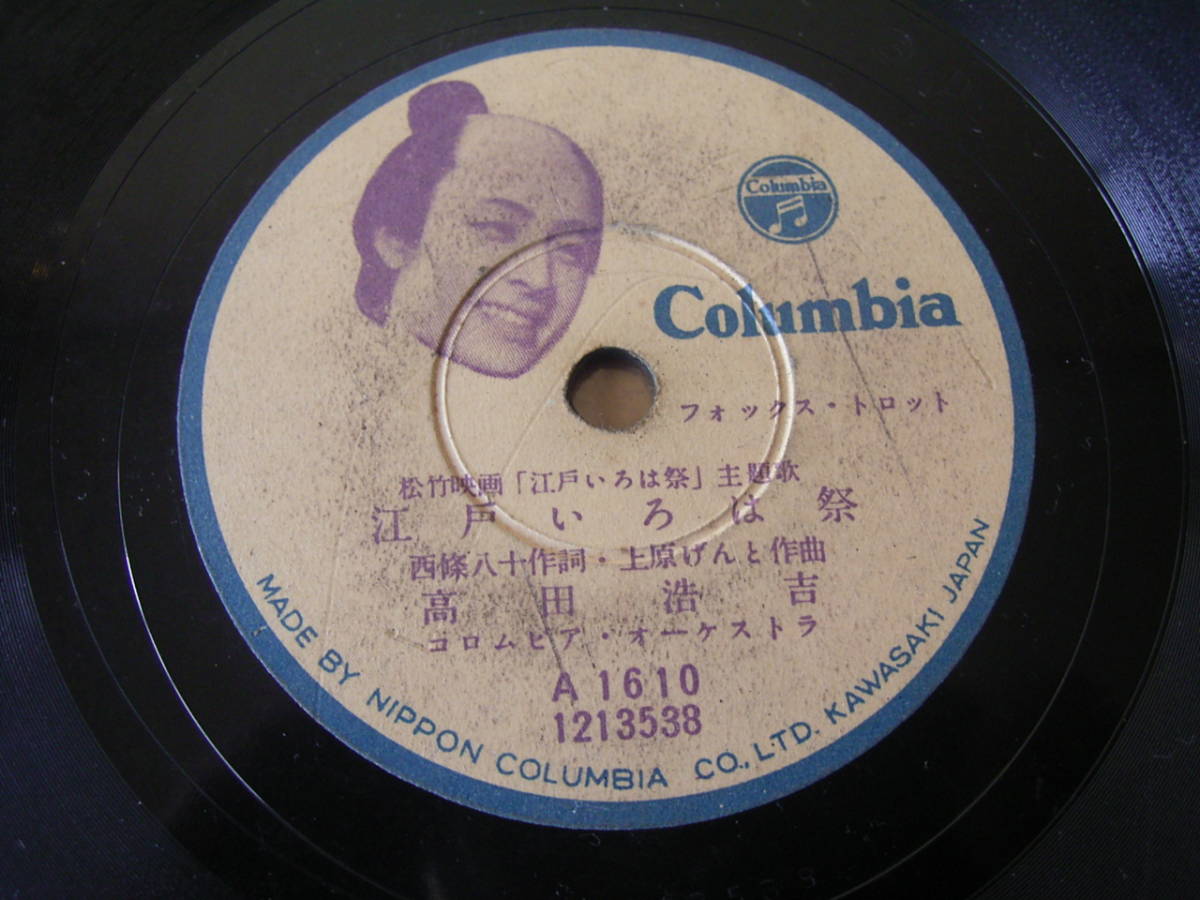 Columbia
Columbia
フォックス・トロット
松竹映画「江戸いろは祭」主題歌
江戸いろは祭
西條八十作詞・上原げんと作曲
高田浩吉
コロムビア・オーケストラ
A 1610
1213538
MADE BY NIPPON COLUMBIA CO., LTD. KAWASAKI JAPAN